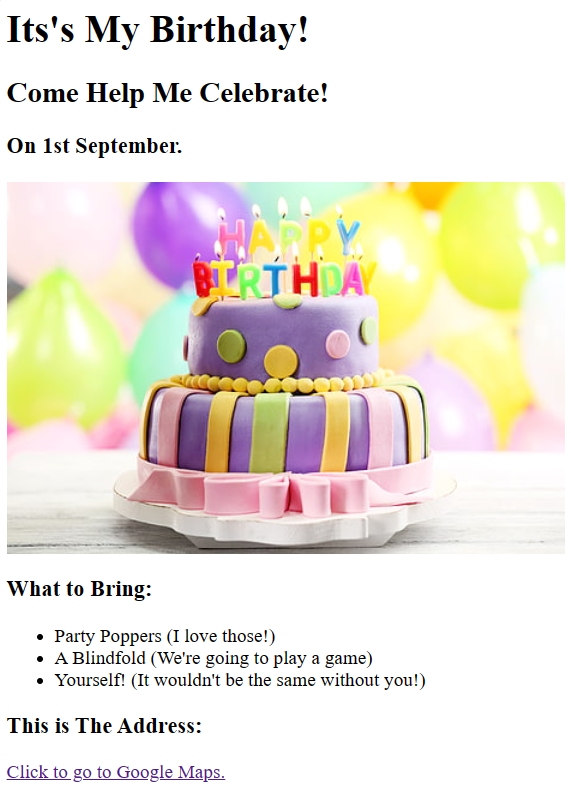 Its's My Birthday!
Come Help Me Celebrate!
On 1st September.
HAPPY
BIRTHDAY
What to Bring:
Party Poppers (I love those!)
A Blindfold (We're going to play a game)
Yourself! (It wouldn't be the same without you!)
This is The Address:
Click to go to Google Maps.